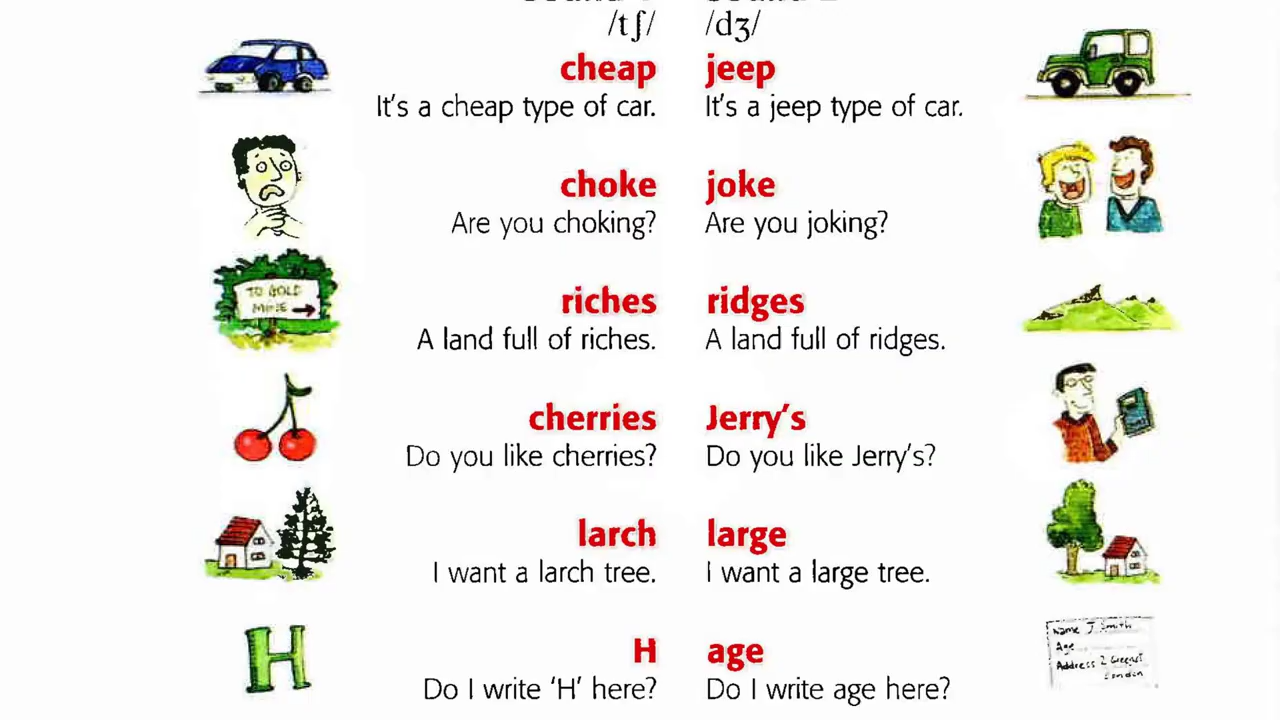 /tʃ/ /dʒ/
cheap jeep
It's a cheap type of car. It's a jeep type of car.
choke joke
Are you choking? Are you joking?
TO GOLD
MINE
riches ridges
A land full of riches. A land full of ridges.
cherries Jerry's
Do you like cherries? Do you like Jerry's?
larch large
I want a larch tree. I want a large tree.
H
H age
Do I write 'H' here? Do I write age here?
Name J. Smith
Age
Address 2 Green St
London